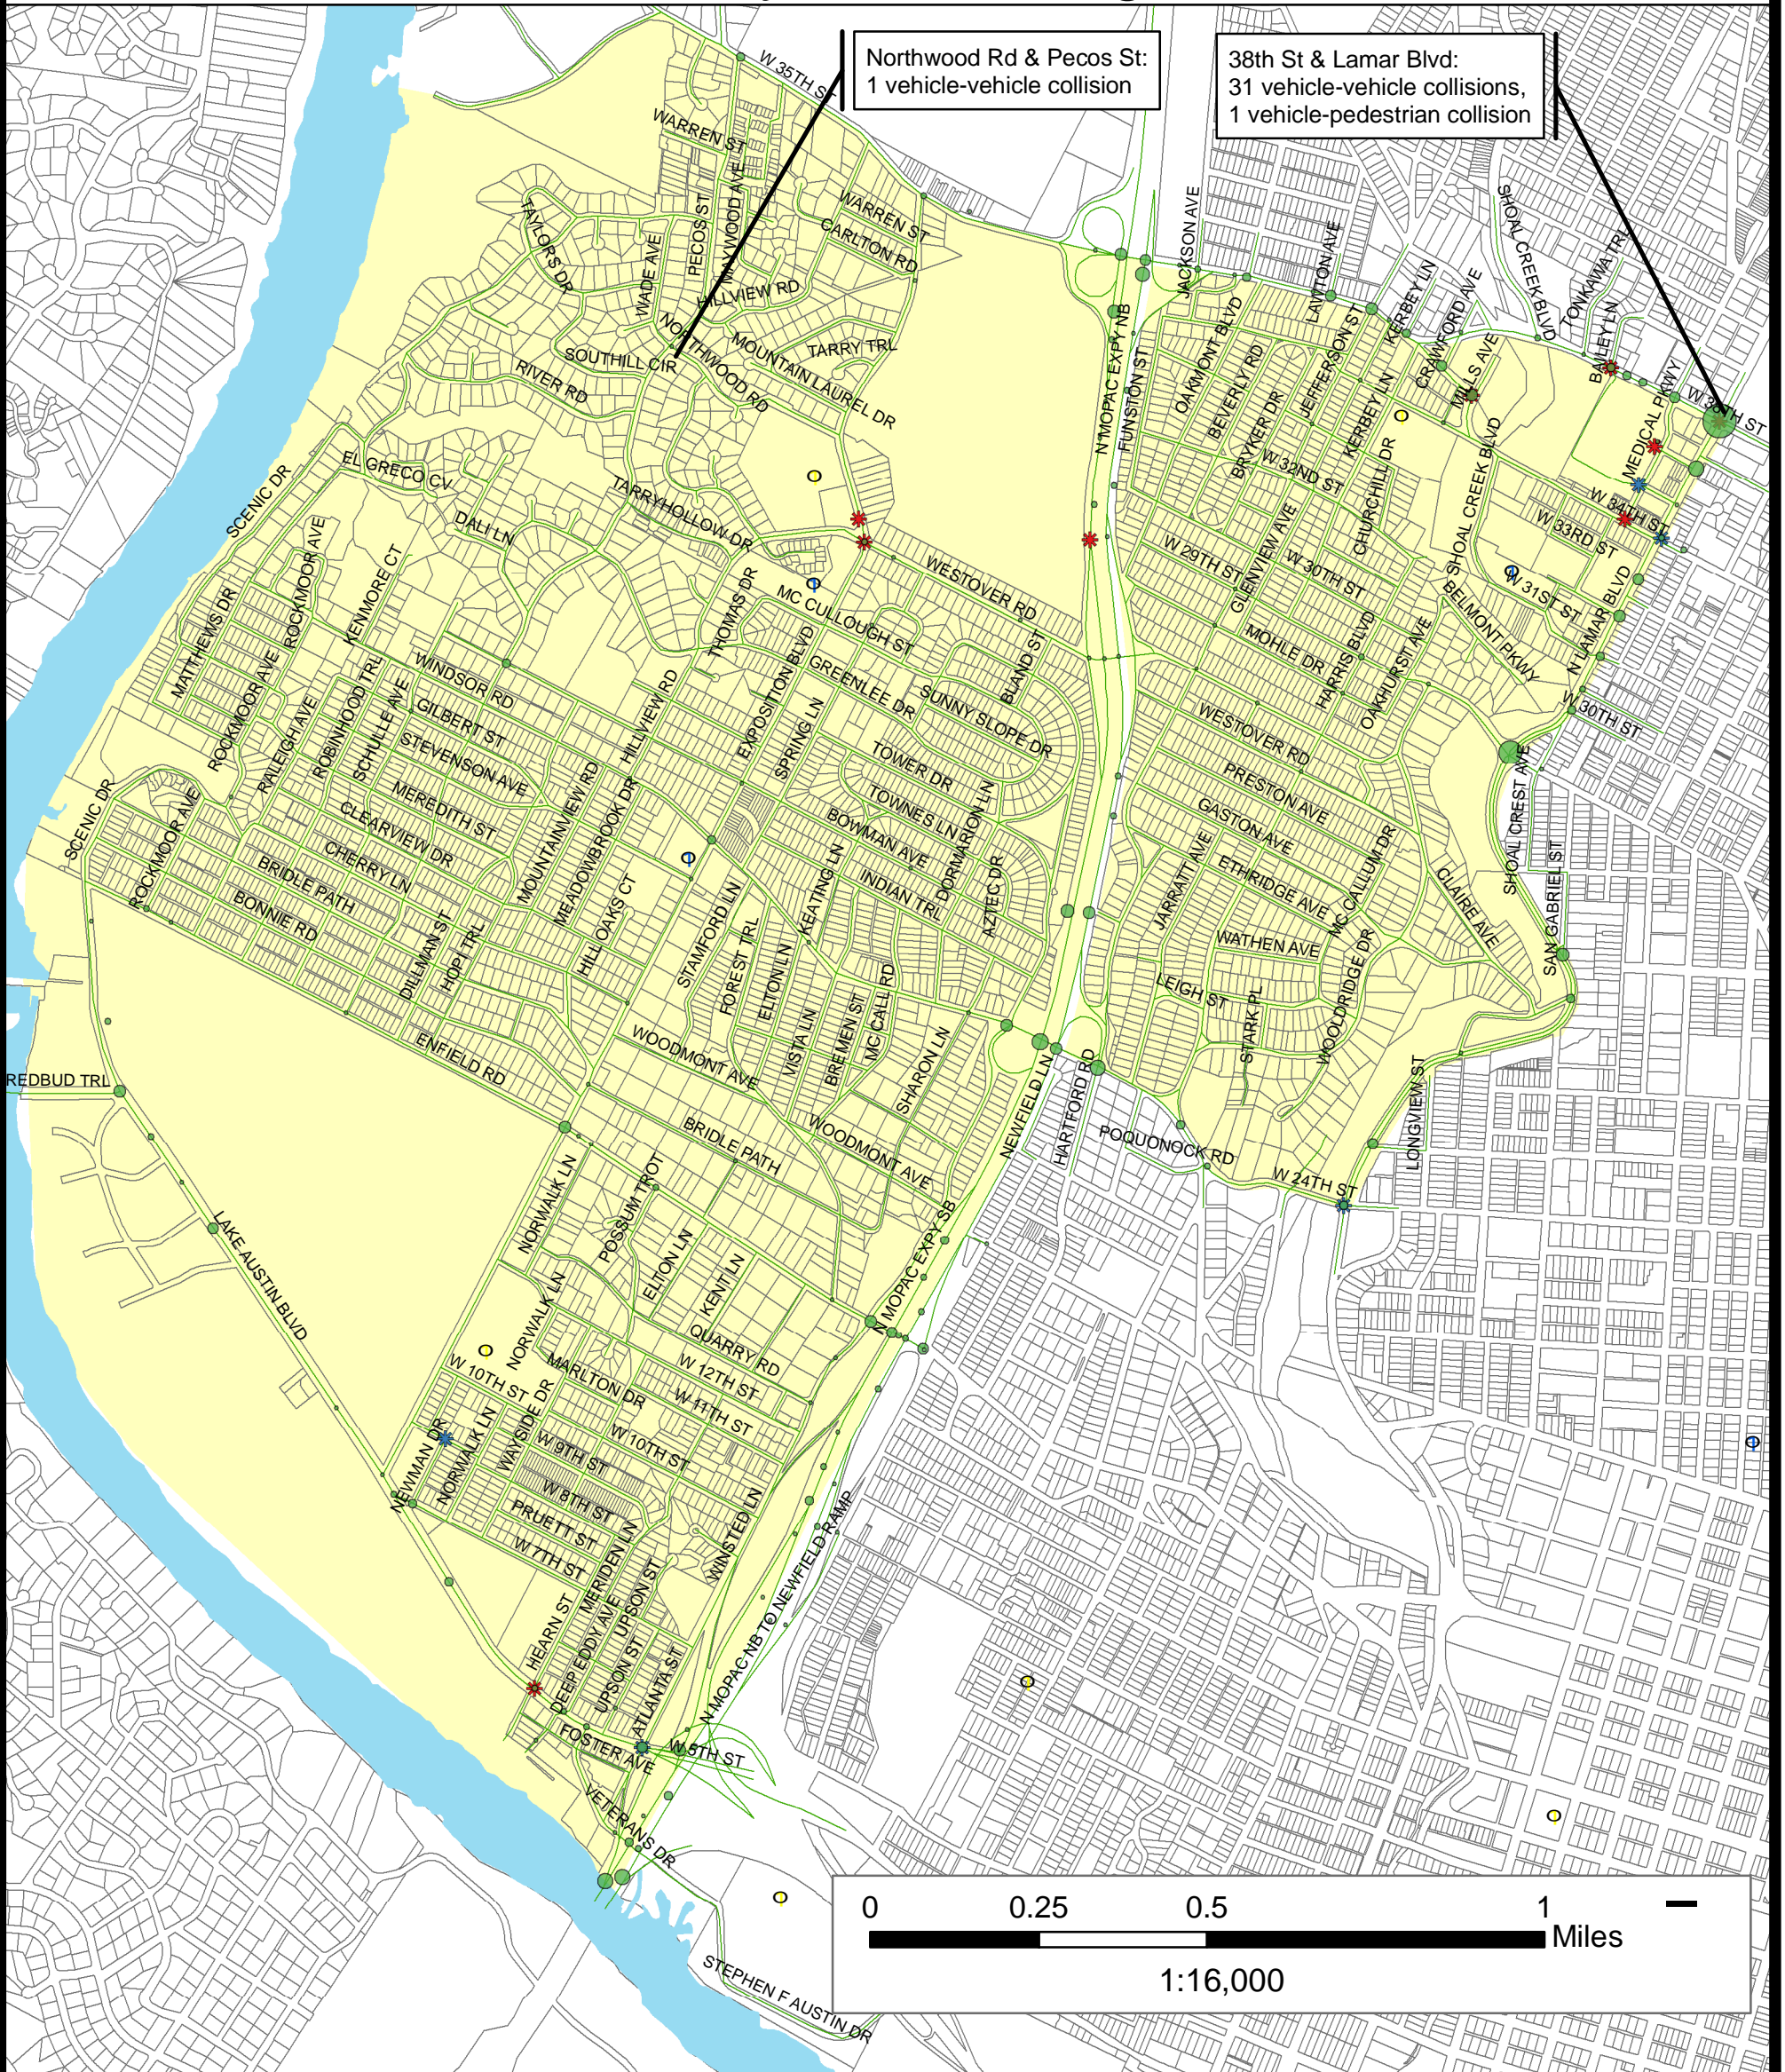 Northwood Rd & Pecos St:
1 vehicle-vehicle collision
38th St & Lamar Blvd:
31 vehicle-vehicle collisions,
1 vehicle-pedestrian collision
W 35TH ST
WARREN ST
PECOS ST
MAYWOOD AVE
WARREN ST
CARLTON RD
TAYLORS DR
WADE AVE
HILLVIEW RD
NORTHWOOD RD
MOUNTAIN LAUREL DR
TARRY TRL
SOUTHILL CIR
RIVER RD
JACKSON AVE
LAWTON AVE
SHOAL CREEK BLVD
TONKAWA TRL
KERBEY LN
CRAWFORD AVE
BAILEY LN
MILLS AVE
MEDICAL PKWY
W 38TH ST
N MOPAC EXPY NB
FUNSTON ST
OAKMONT BLVD
BEVERLY RD
BRYKER DR
JEFFERSON ST
KERBEY LN
W 32ND ST
CHURCHILL DR
SHOAL CREEK BLVD
W 34TH ST
W 33RD ST
W 31ST ST
SCENIC DR
EL GRECO CV
DALI LN
TARRYHOLLOW DR
WESTOVER RD
W 29TH ST
GLENVIEW AVE
W 30TH ST
BELMONT PKWY
N LAMAR BLVD
W 30TH ST
MATTHEWS DR
ROCKMOOR AVE
KENMORE CT
THOMAS DR
MC CULLOUGH ST
BLAND ST
MOHLE DR
HARRIS BLVD
OAKHURST AVE
ROCKMOOR AVE
WINDSOR RD
HILLVIEW RD
EXPOSITION BLVD
GREENLEE DR
SUNNY SLOPE DR
WESTOVER RD
RALEIGH AVE
ROBINHOOD TRL
SCHULLE AVE
GILBERT ST
STEVENSON AVE
SPRING LN
TOWER DR
PRESTON AVE
SHOAL CREST AVE
SCENIC DR
ROCKMOOR AVE
MEREDITH ST
CLEARVIEW DR
MOUNTAINVIEW RD
MEADOWBROOK DR
TOWNES LN
BOWMAN AVE
DORMARION LN
GASTON AVE
JARRATT AVE
ETHRIDGE AVE
MC CALLUM DR
CLAIRE AVE
SAN GABRIEL ST
CHERRY LN
BRIDLE PATH
BONNIE RD
HILL OAKS CT
KEATING LN
INDIAN TRL
AZTEC DR
WATHEN AVE
DILLMAN ST
HOPI TRL
STAMFORD LN
FOREST TRL
ELTON LN
LEIGH ST
STARK PL
WOOLDRIDGE DR
ENFIELD RD
WOODMONT AVE
VISTA LN
BREMEN ST
MC CALL RD
SHARON LN
NEWFIELD LN
HARTFORD RD
LONGVIEW ST
REDBUD TRL
BRIDLE PATH
WOODMONT AVE
POQUONOCK RD
W 24TH ST
LAKE AUSTIN BLVD
NORWALK LN
POSSUM TROT
ELTON LN
KENT LN
N MOPAC EXPY SB
NORWALK LN
QUARRY RD
W 12TH ST
W 11TH ST
W 10TH ST
MARLTON DR
W 10TH ST
NEWMAN DR
NORWALK LN
WAYSIDE DR
W 9TH ST
W 8TH ST
PRUETT ST
W 7TH ST
WINSTED LN
N MOPAC NB TO NEWFIELD RAMP
HEARN ST
MERIDEN LN
DEEP EDDY AVE
UPSON ST
UPSON ST
ATLANTA ST
FOSTER AVE
W 5TH ST
VETERANS DR
STEPHEN F AUSTIN DR
0 0.25 0.5 1
Miles
1:16,000